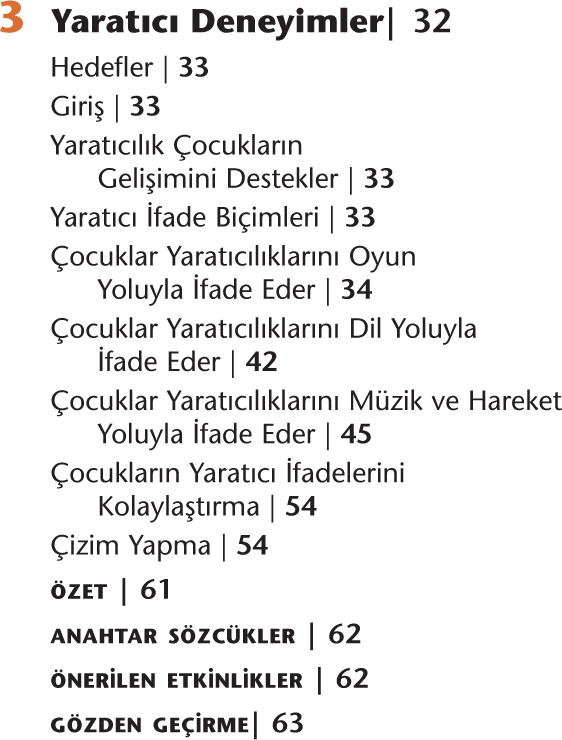 3 Yaratıcı Deneyimler| 32
Hedefler | 33
Giriş | 33
Yaratıcılık Çocukların
Gelişimini Destekler | 33
Yaratıcı İfade Biçimleri | 33
Çocuklar Yaratıcılıklarını Oyun
Yoluyla İfade Eder | 34
Çocuklar Yaratıcılıklarını Dil Yoluyla
İfade Eder | 42
Çocuklar Yaratıcılıklarını Müzik ve Hareket
Yoluyla İfade Eder | 45
Çocukların Yaratıcı İfadelerini
Kolaylaştırma | 54
Çizim Yapma | 54
ÖZET | 61
ANAHTAR SÖZCÜKLER | 62
ÖNERİLEN ETKİNLİKLER | 62
GÖZDEN GEÇİRME| 63